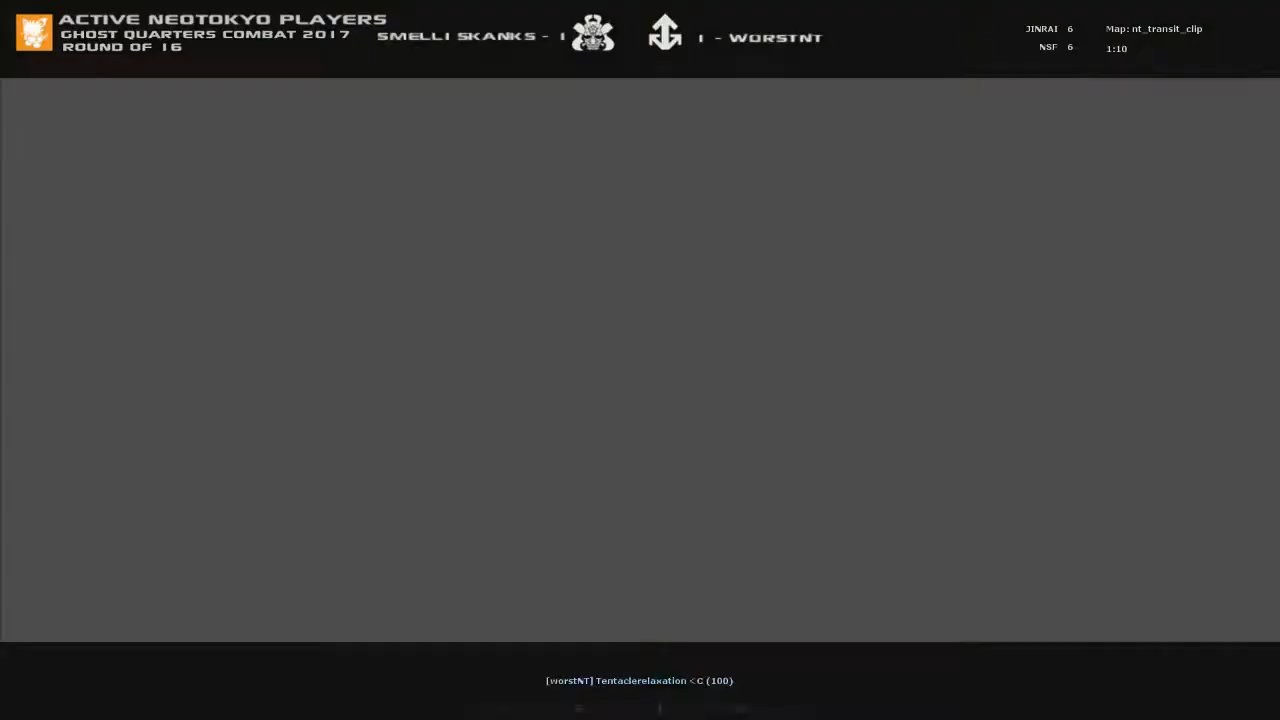 ACTIVE NEOTOKYO PLAYERS
GHOST QUARTERS COMBAT 2017
ROUND OF 16
SMELLI SKANKS - 1
1 - WORSTNT
JINRAI 6
NSF 6
Map: nt_transit_clip
1:10
[worstNT] Tentaclerelaxation <C (100)